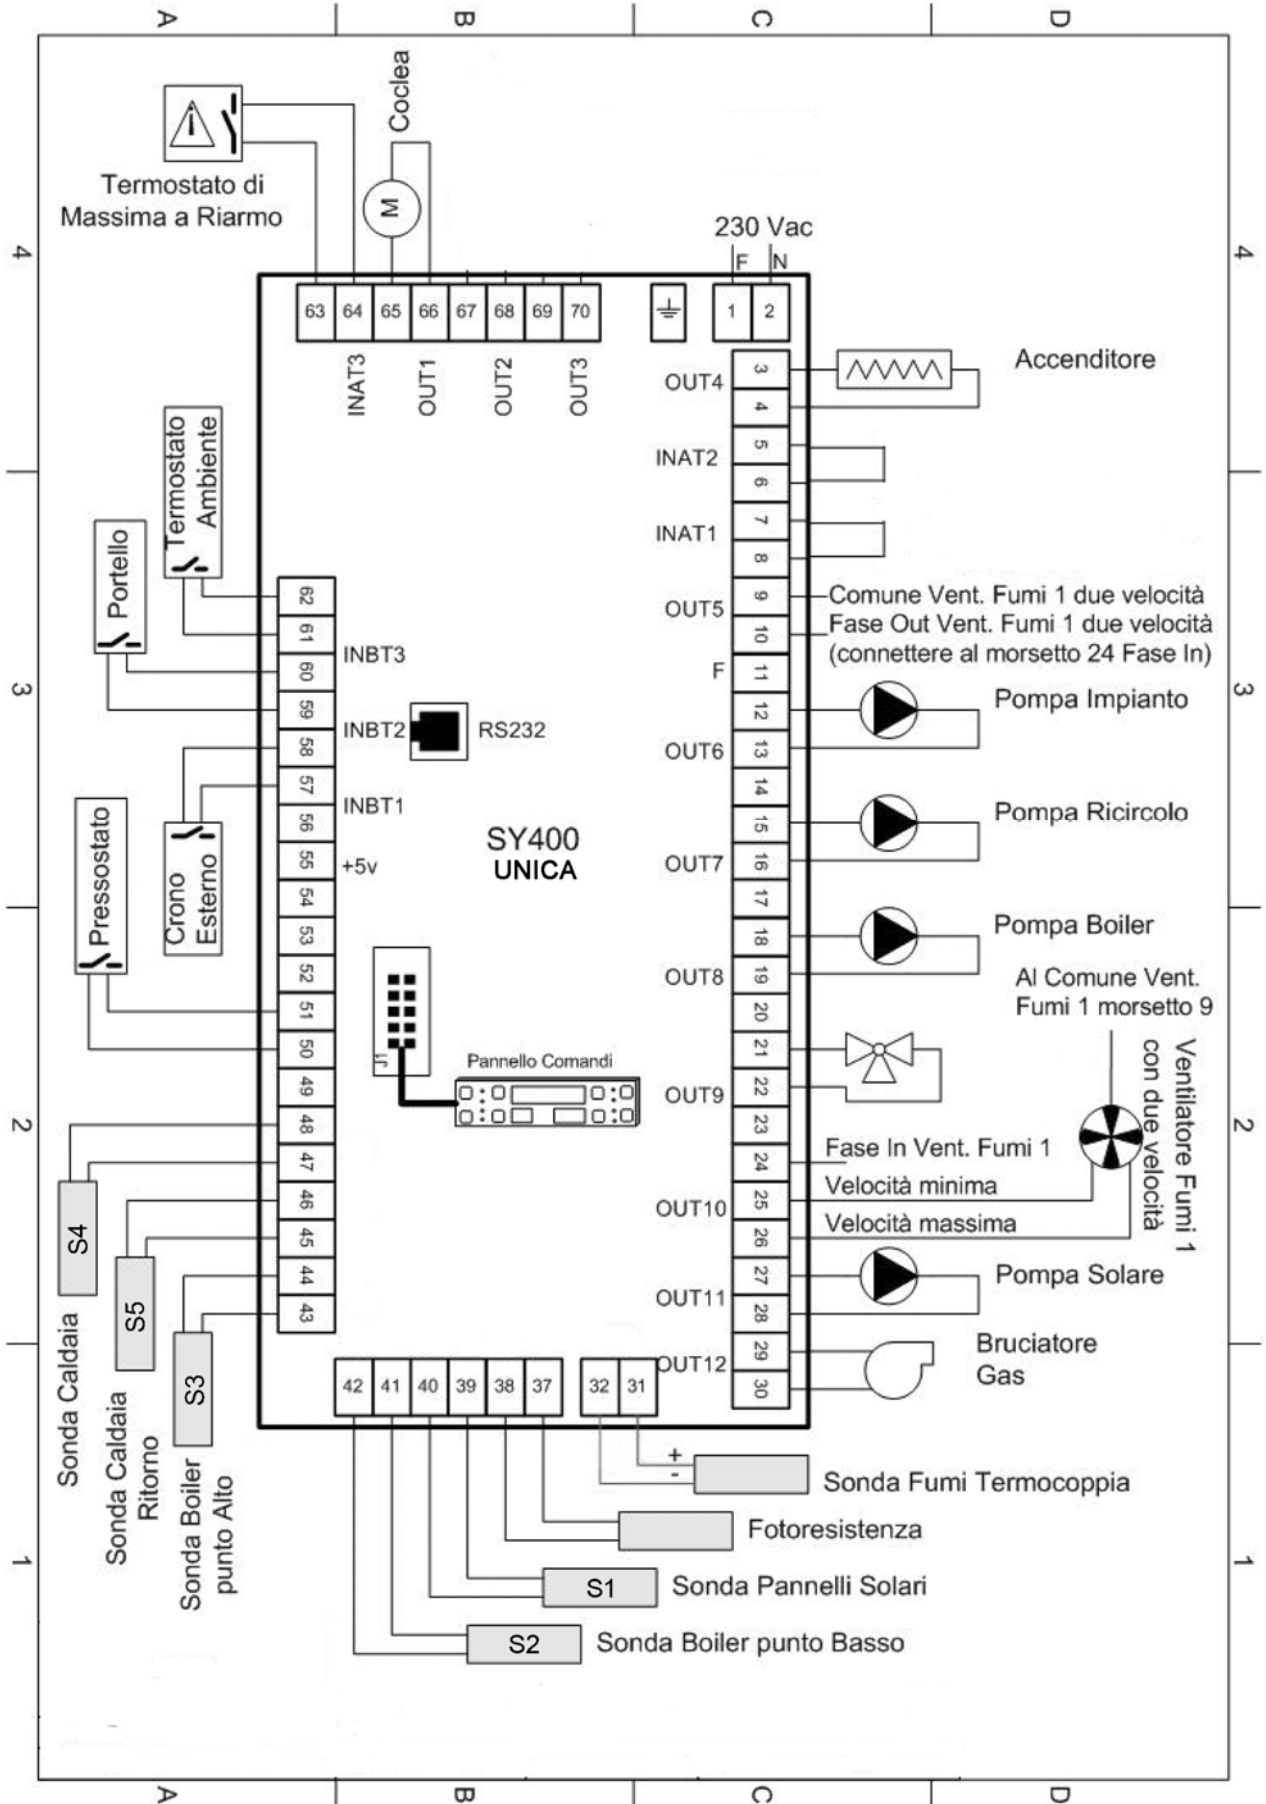 A
B
C
D
Coclea
Termostato di
Massima a Riarmo
M
230 Vac
F
N
4
4
63
64
65
66
67
68
69
70
1
2
INAT3
OUT1
OUT2
OUT3
OUT4
3
4
Accenditore
INAT2
5
6
INAT1
7
8
OUT5
9
10
Comune Vent. Fumi 1 due velocità
Fase Out Vent. Fumi 1 due velocità
(connettere al morsetto 24 Fase In)
F
11
12
Pompa Impianto
OUT6
13
14
15
Pompa Ricircolo
OUT7
16
17
18
Pompa Boiler
OUT8
19
20
Al Comune Vent.
Fumi 1 morsetto 9
21
OUT9
22
23
Ventilatore Fumi 1
con due velocità
24
Fase In Vent. Fumi 1
25
Velocità minima
OUT10
26
Velocità massima
27
Pompa Solare
OUT11
28
29
OUT12
30
Bruciatore
Gas
Termostato
Ambiente
Portello
62
61
INBT3
60
59
INBT2
RS232
58
57
INBT1
56
55
+5v
54
53
52
51
50
49
48
47
46
45
44
43
Crono
Esterno
Pressostato
SY400
UNICA
J1
Pannello Comandi
3
3
2
2
1
1
S4
S5
S3
Sonda Caldaia
Sonda Caldaia
Ritorno
Sonda Boiler
punto Alto
42
41
40
39
38
37
32
31
+
-
Sonda Fumi Termocoppia
Fotoresistenza
S1
Sonda Pannelli Solari
S2
Sonda Boiler punto Basso
A
B
C
D